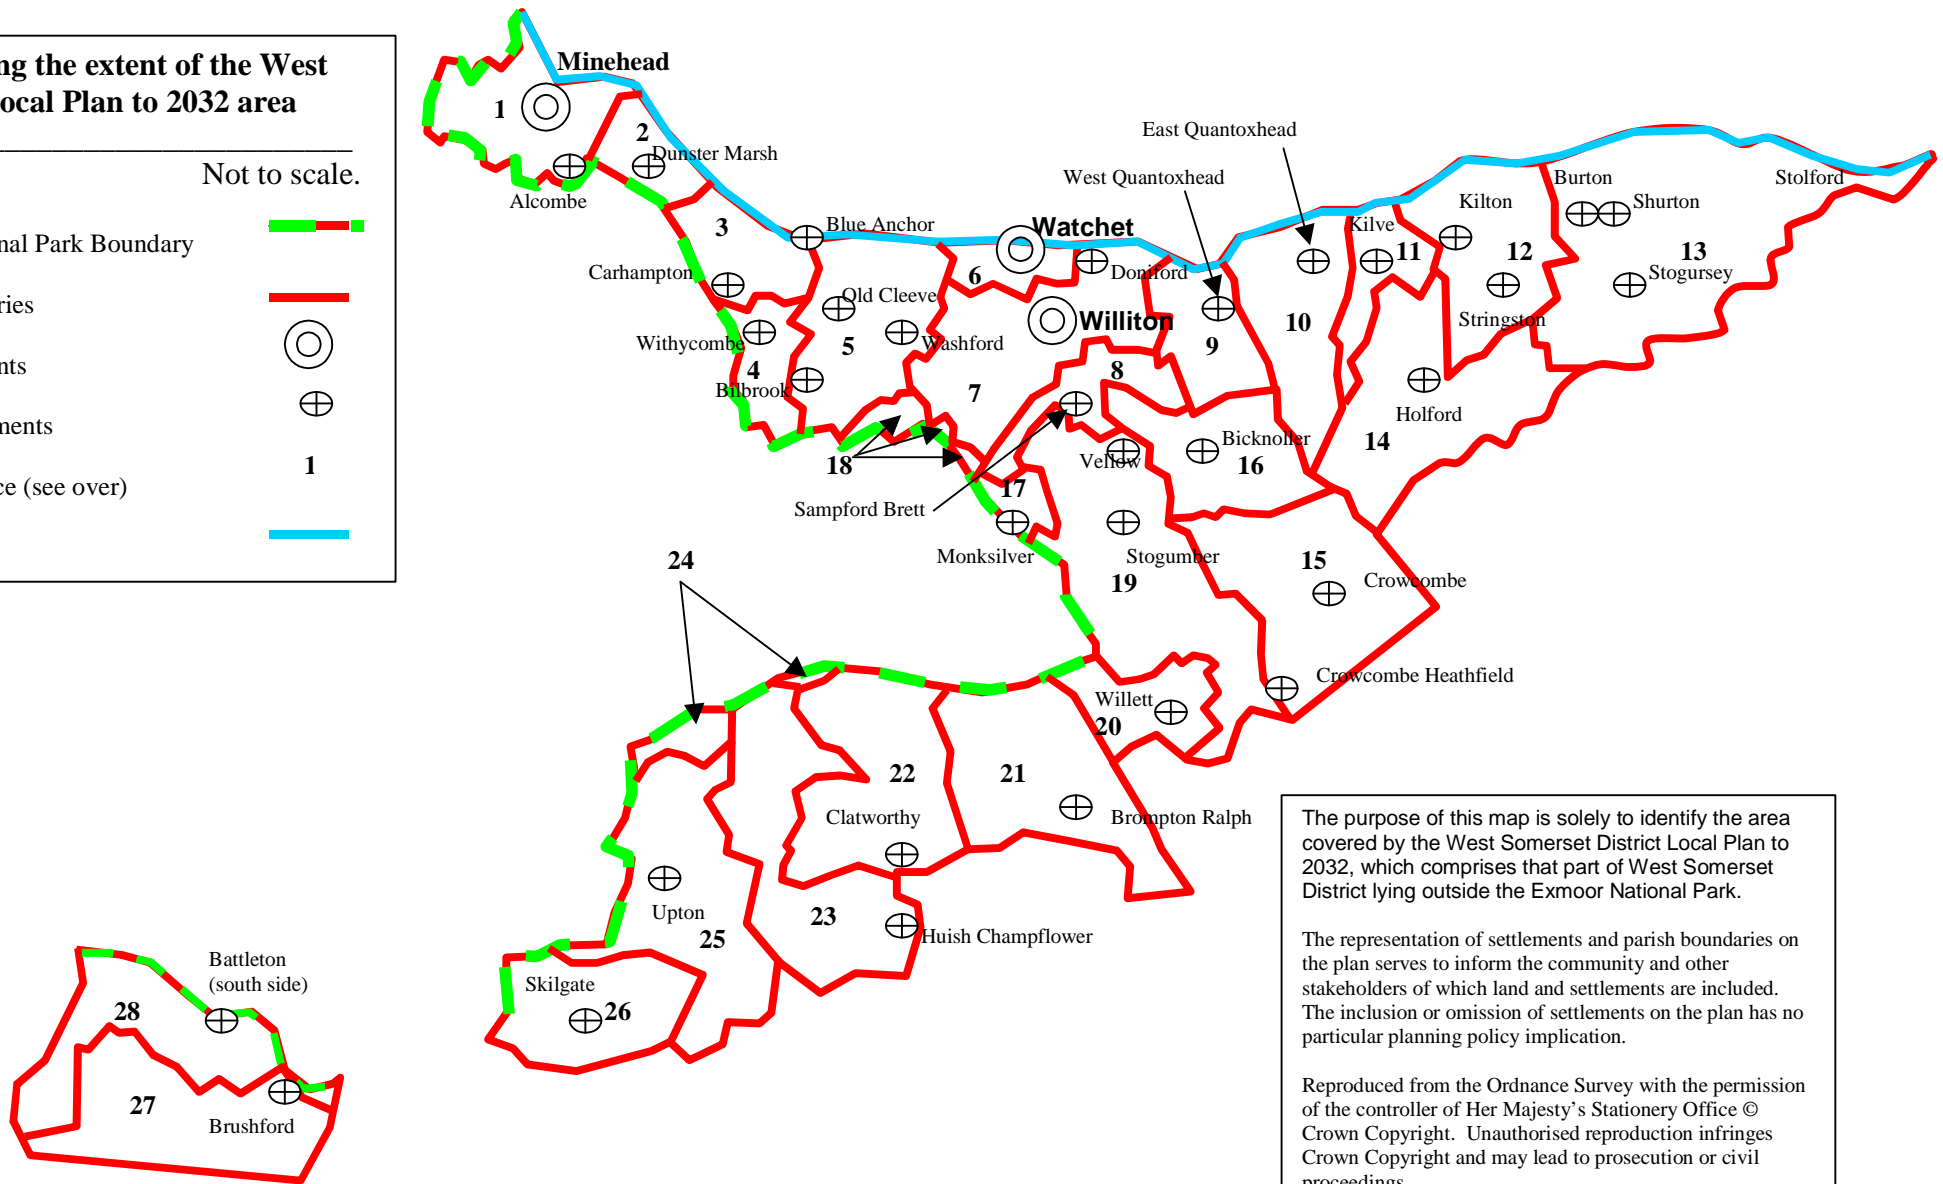 ng the extent of the West
ocal Plan to 2032 area
Not to scale.
nal Park Boundary
ries
nts
ments
1
ce (see over)
Minehead
1
2
Dunster Marsh
Alcombe
3
Blue Anchor
Carhampton
Withycombe
4
Bilbrook
Old Cleeve
5
Washford
6
Watchet
Doniford
Williton
7
8
West Quantoxhead
East Quantoxhead
9
10
Kilve
11
Kilton
12
Stringston
Burton
Shurton
Stolford
13
Stogursey
14
Holford
Bicknoller
16
Vellow
18
Sampford Brett
17
Monksilver
Stogumber
19
15
Crowcombe
Crowcombe Heathfield
24
Willett
20
22
21
Clatworthy
Brompton Ralph
23
Huish Champflower
Upton
25
Skilgate
26
Battleton
(south side)
28
27
Brushford
The purpose of this map is solely to identify the area
covered by the West Somerset District Local Plan to
2032, which comprises that part of West Somerset
District lying outside the Exmoor National Park.
The representation of settlements and parish boundaries on
the plan serves to inform the community and other
stakeholders of which land and settlements are included.
The inclusion or omission of settlements on the plan has no
particular planning policy implication.
Reproduced from the Ordnance Survey with the permission
of the controller of Her Majesty's Stationery Office ©
Crown Copyright. Unauthorised reproduction infringes
Crown Copyright and may lead to prosecution or civil
proceedings